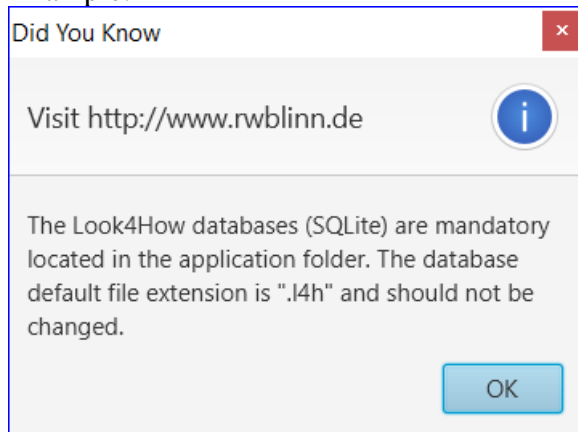 Did You Know
Visit http://www.rwblinn.de
The Look4How databases (SQLite) are mandatory
located in the application folder. The database
default file extension is ".l4h" and should not be
changed.
OK